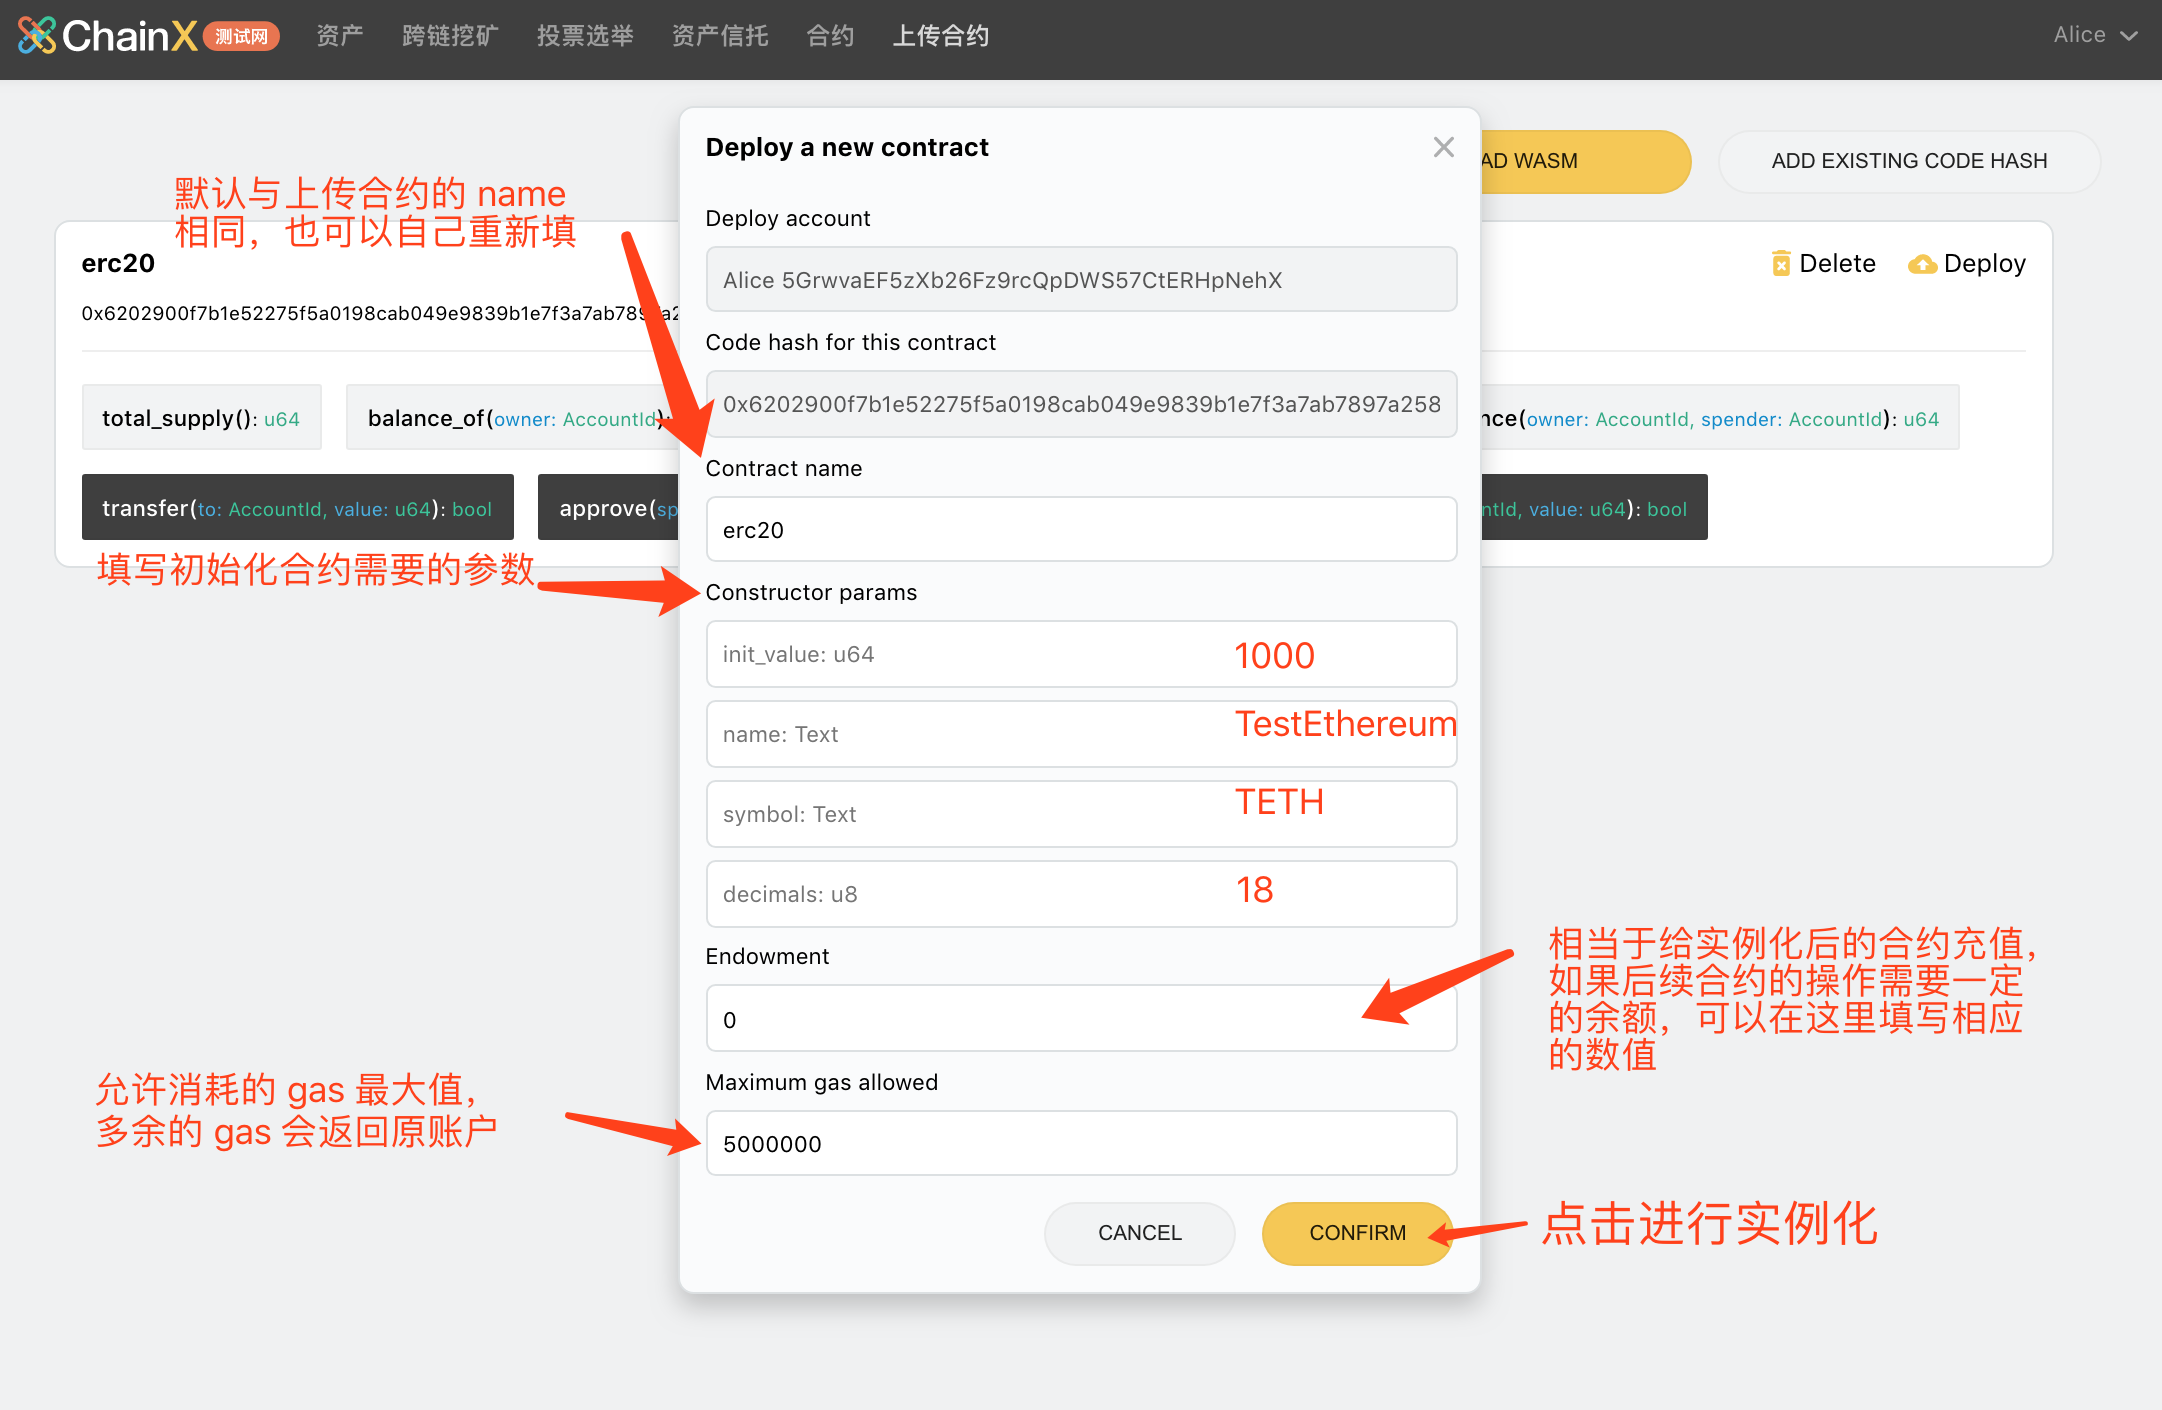 ChainX 测试网 资产 跨链挖矿 投票选举 资产信托 合约 上传合约 Alice
Deploy a new contract
AD WASM
ADD EXISTING CODE HASH
默认与上传合约的 name
相同，也可以自己重新填
Deploy account
erc20
Delete Deploy
Alice 5GrwvaEF5zXb26Fz9rcQpDWS57CtERHpNehX
0x6202900f7b1e52275f5a0198cab049e9839b1e7f3a7ab789
Code hash for this contract
0x6202900f7b1e52275f5a0198cab049e9839b1e7f3a7ab7897a258
total_supply(): u64
balance_of(owner: AccountId):
nce(owner: AccountId, spender: AccountId): u64
Contract name
transfer(to: AccountId, value: u64): bool
approve(sp
ntId, value: u64): bool
erc20
填写初始化合约需要的参数
Constructor params
init_value: u64 1000
name: Text TestEthereum
symbol: Text TETH
decimals: u8 18
Endowment
0
相当于给实例化后的合约充值，
如果后续合约的操作需要一定
的余额，可以在这里填写相应
的数值
Maximum gas allowed
允许消耗的 gas 最大值，
多余的 gas 会返回原账户
5000000
CANCEL CONFIRM
点击进行实例化